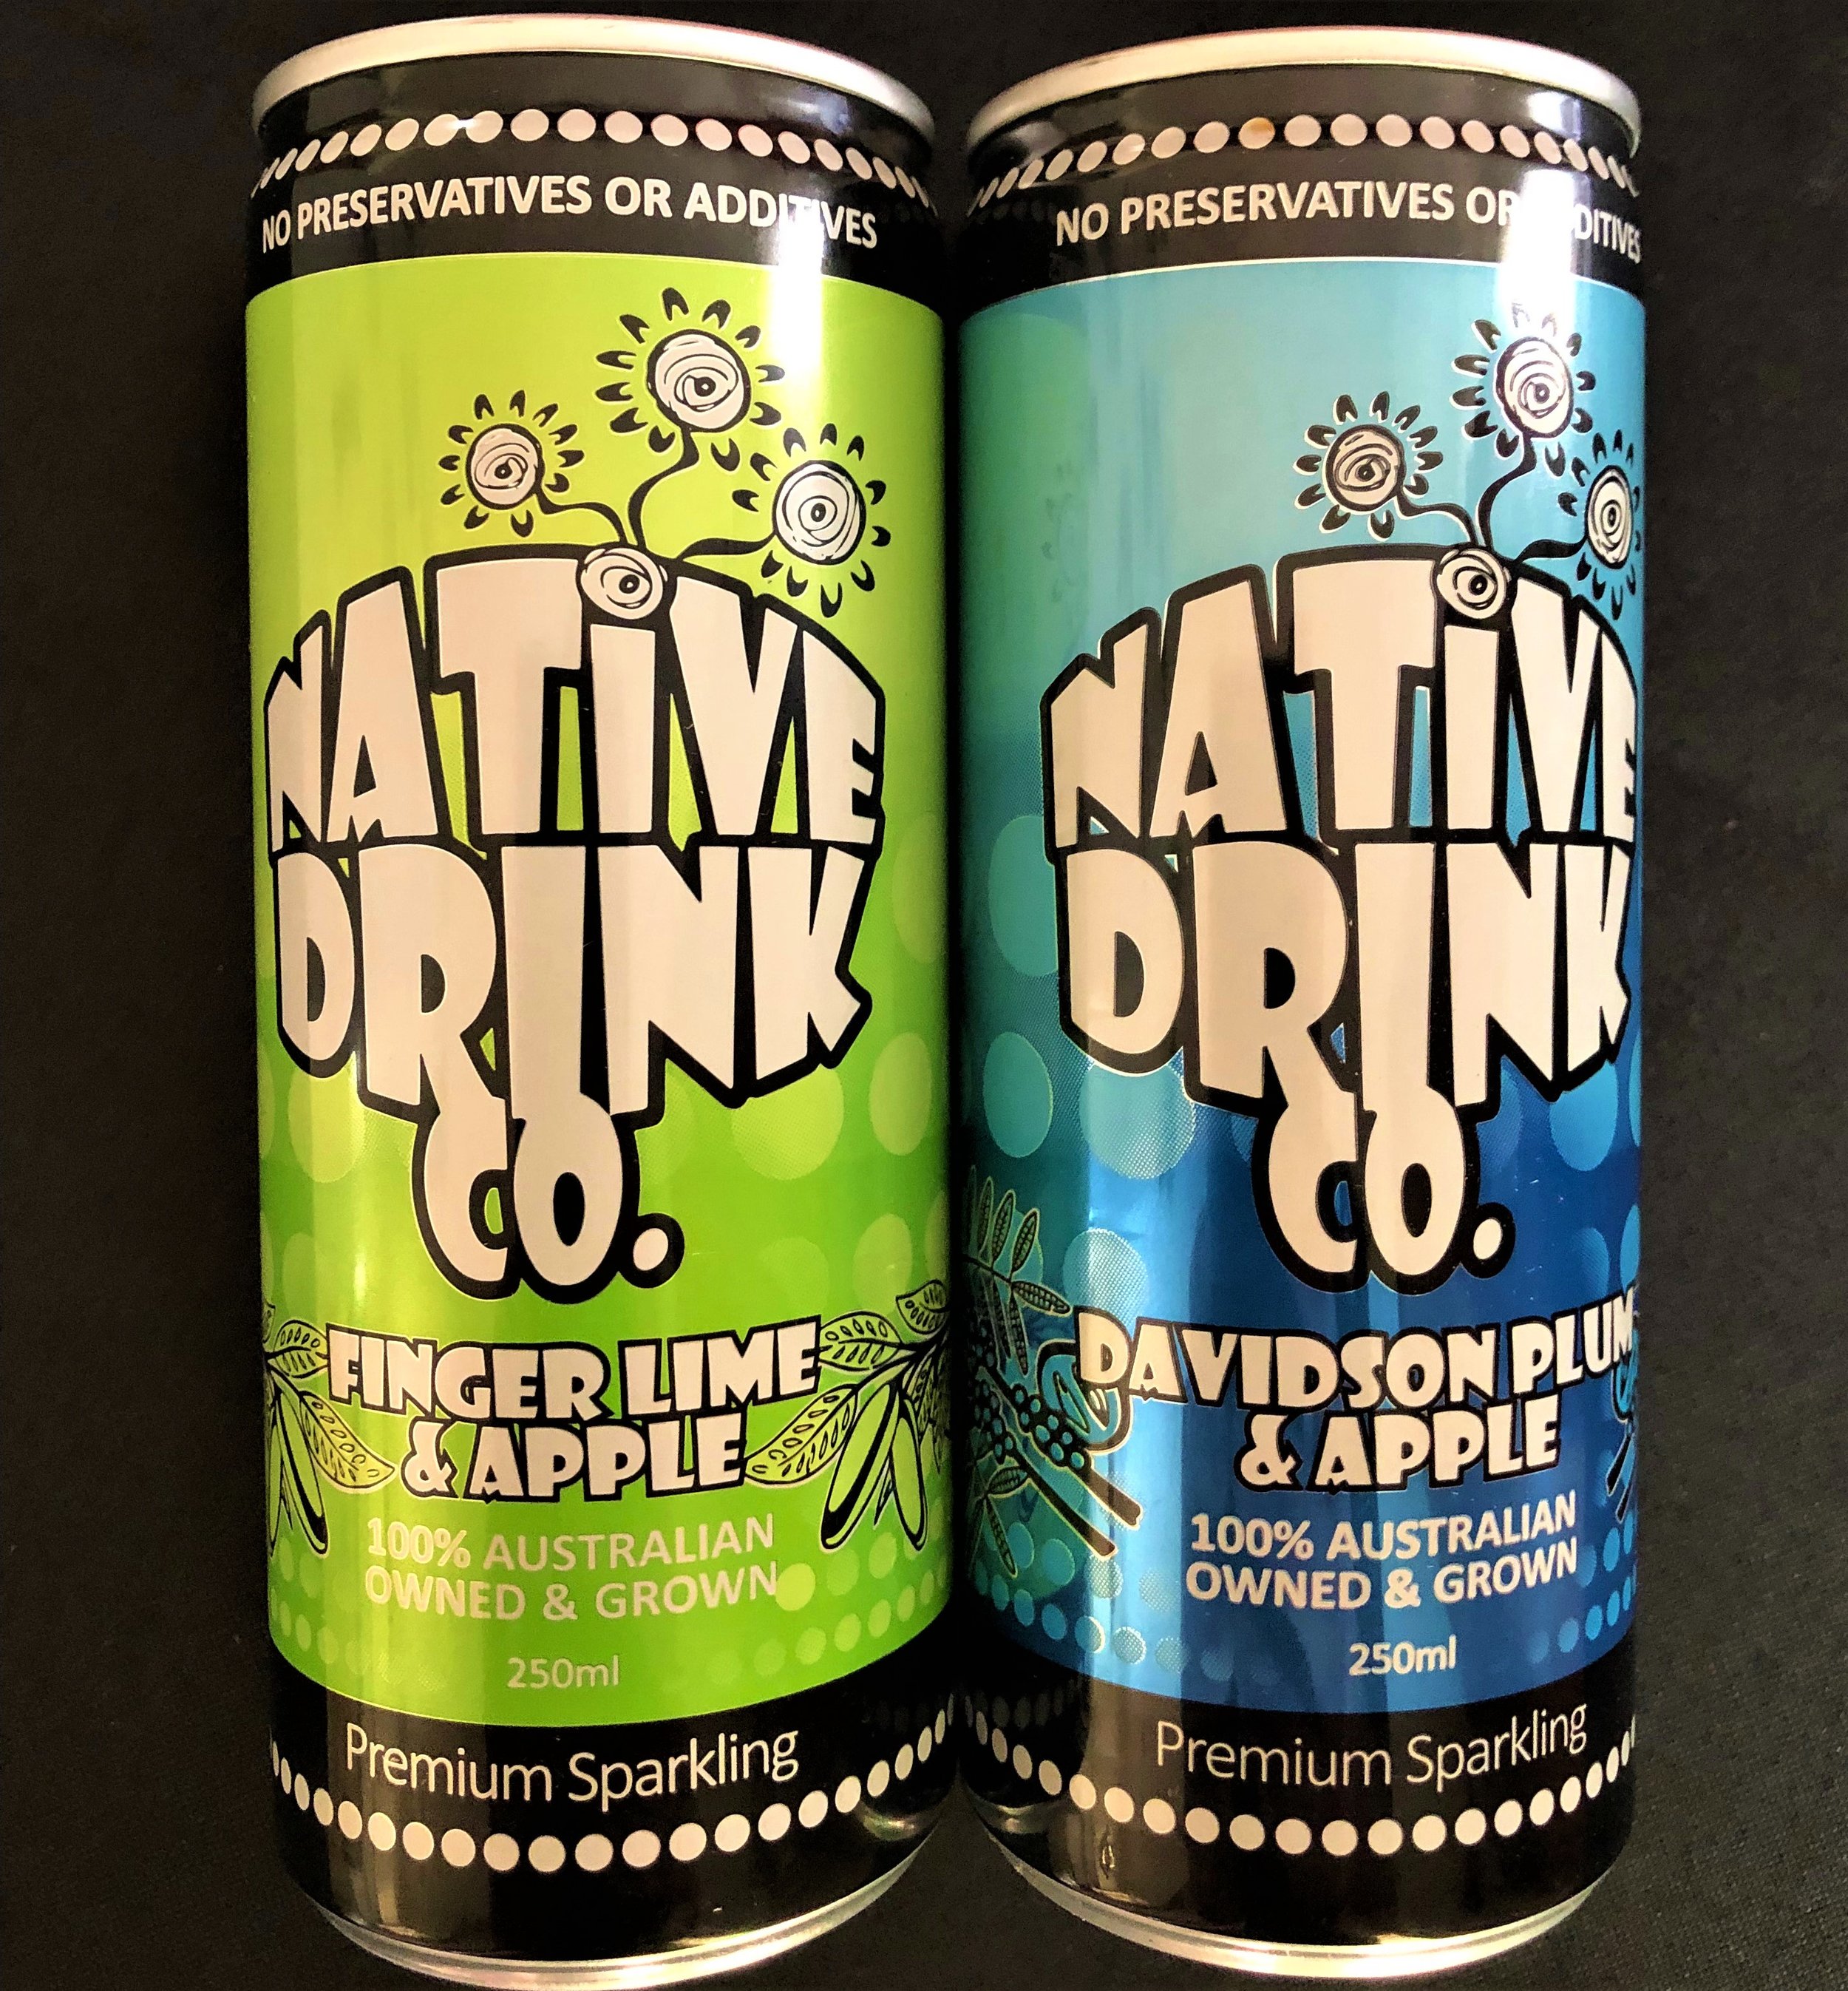 NO PRESERVATIVES OR ADDITIVES
NATiVE
DRINK
CO.
FINGER LIME
& APPLE
100% AUSTRALIAN
OWNED & GROWN
250ml
Premium Sparkling
NO PRESERVATIVES OR ADDITIVES
NATiVE
DRINK
CO.
DAVIDSON PLUM
& APPLE
100% AUSTRALIAN
OWNED & GROWN
250ml
Premium Sparkling